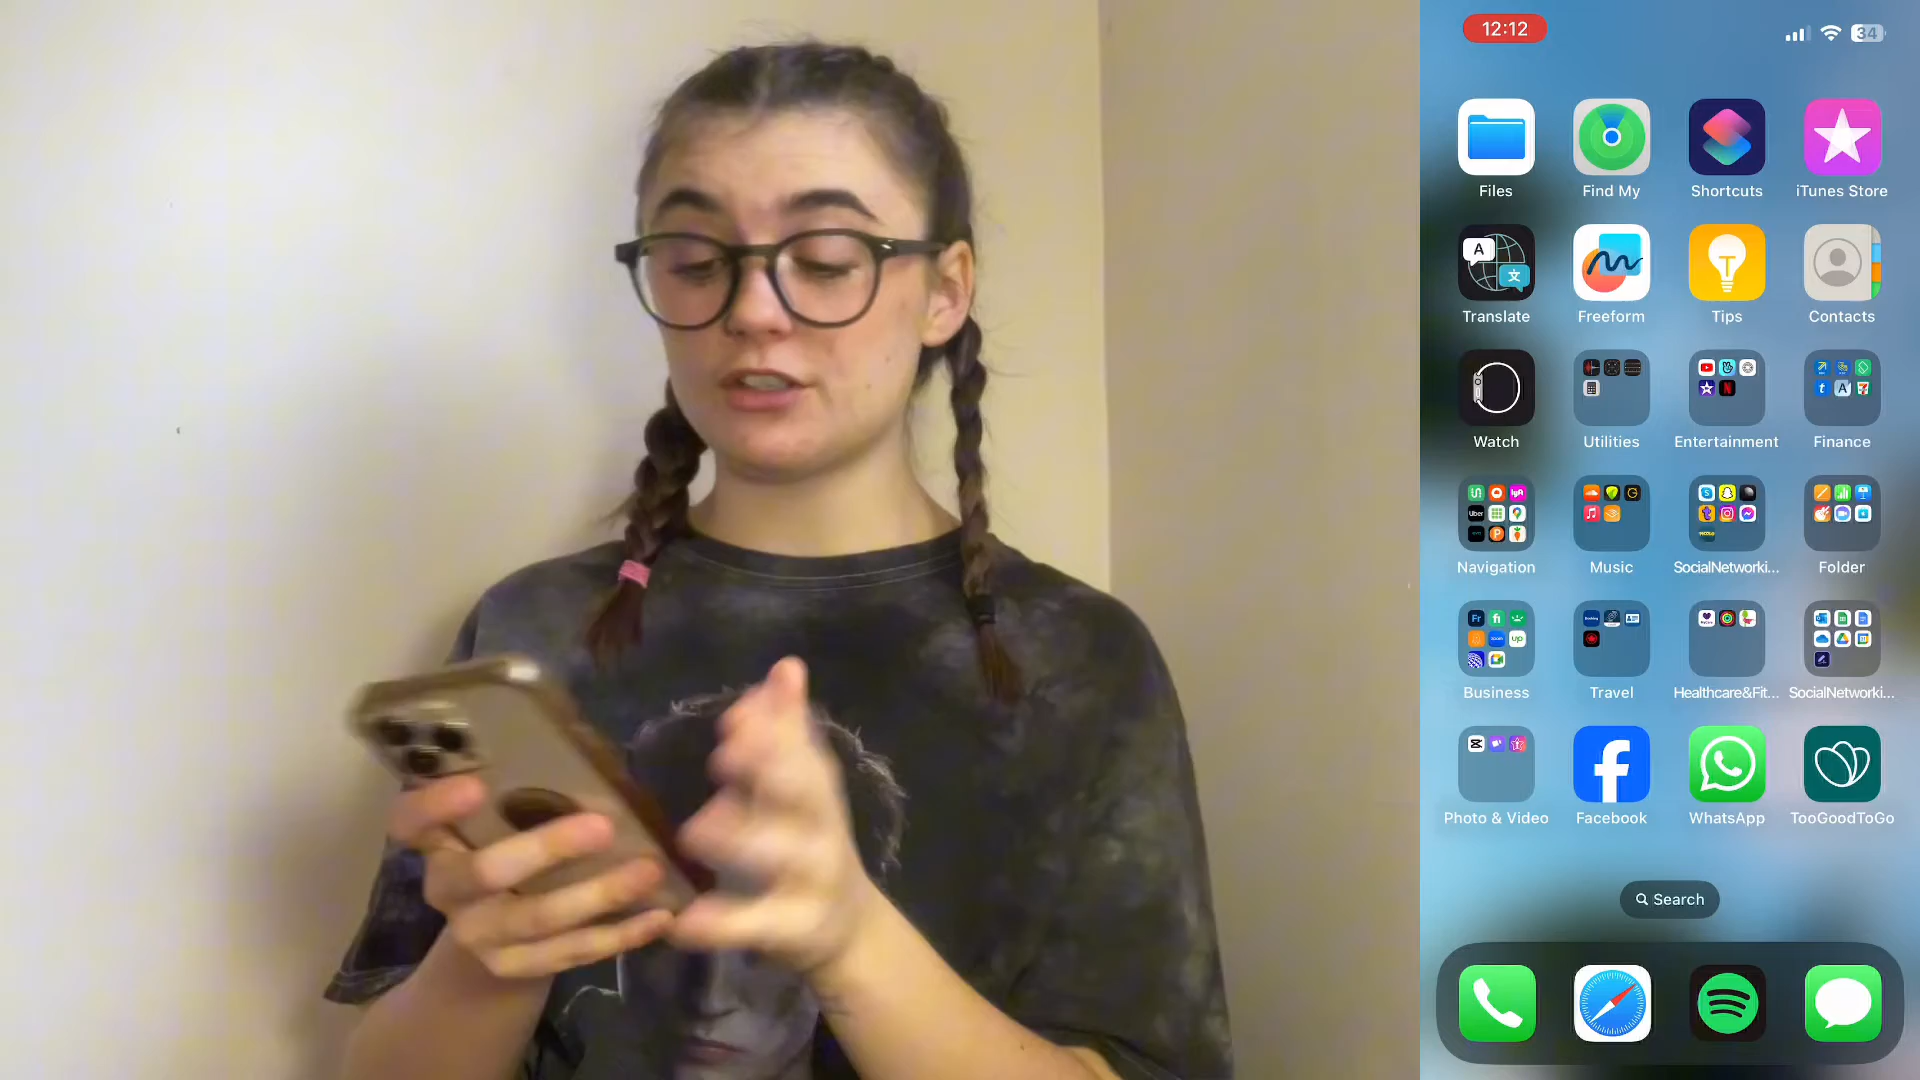 12:12
34
Files
Find My
Shortcuts
iTunes Store
Translate
Freeform
Tips
Contacts
Watch
Utilities
Entertainment
Finance
Navigation
Music
SocialNetworki...
Folder
Business
Travel
Healthcare&Fit...
SocialNetworki...
Photo & Video
Facebook
WhatsApp
TooGoodToGo
Search